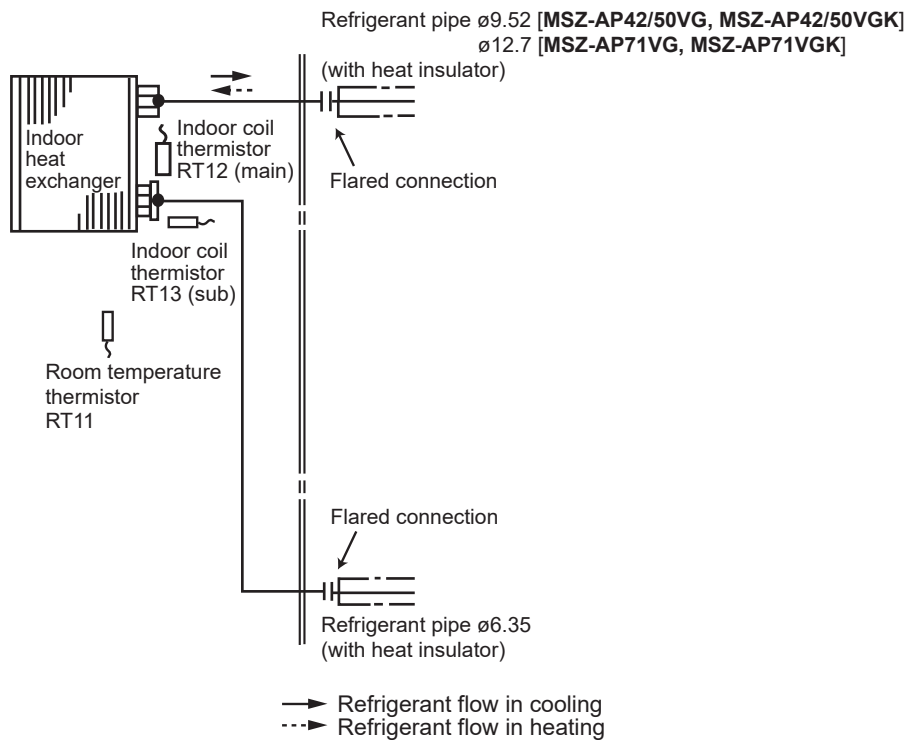 Refrigerant pipe ø9.52 [MSZ-AP42/50VG, MSZ-AP42/50VGK]
ø12.7 [MSZ-AP71VG, MSZ-AP71VGK]
(with heat insulator)
Indoor
heat
exchanger
Indoor coil
thermistor
RT12 (main)
Flared connection
Indoor coil
thermistor
RT13 (sub)
Room temperature
thermistor
RT11
Flared connection
Refrigerant pipe ø6.35
(with heat insulator)
Refrigerant flow in cooling
Refrigerant flow in heating